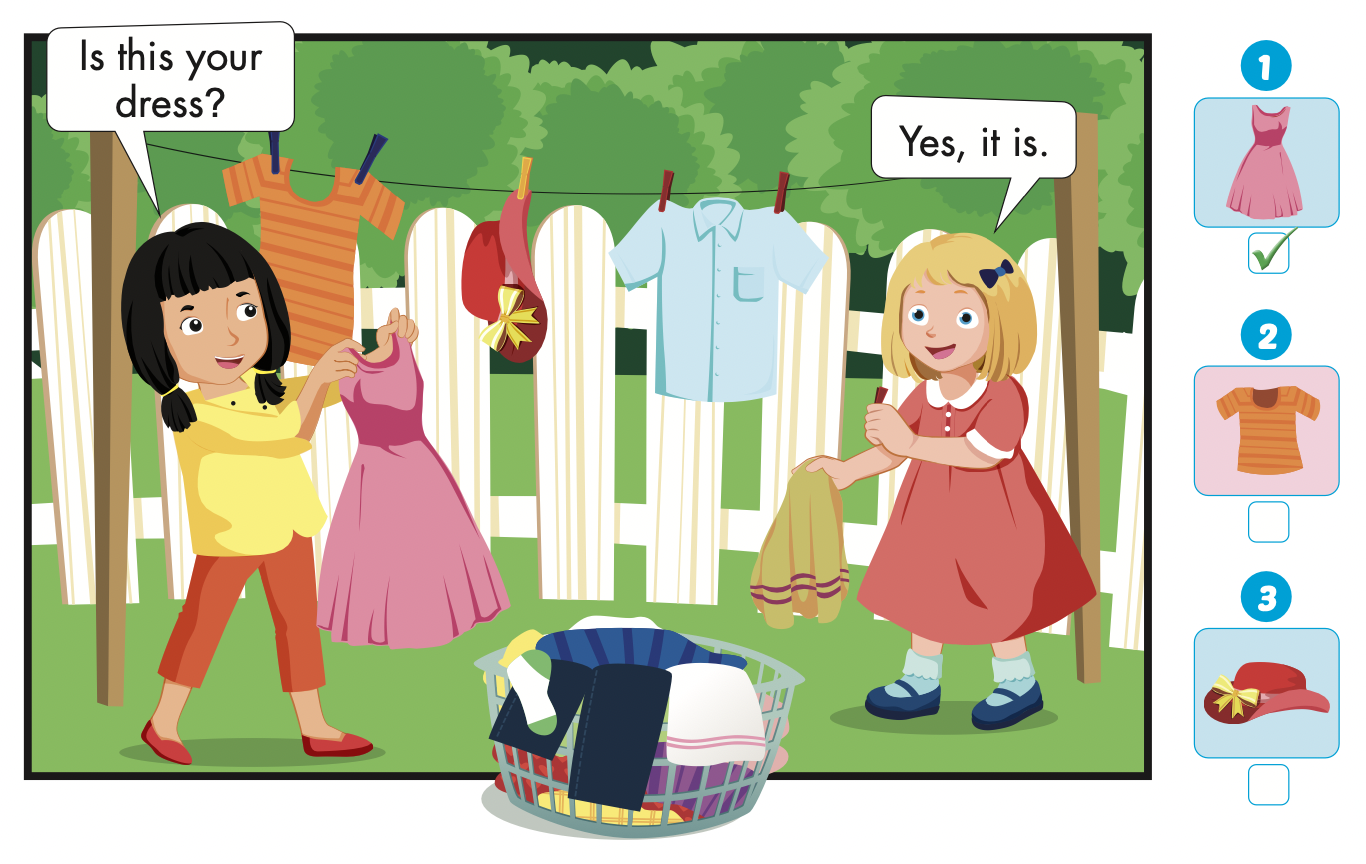 Is this your
dress?
Yes, it is.
1
2
3